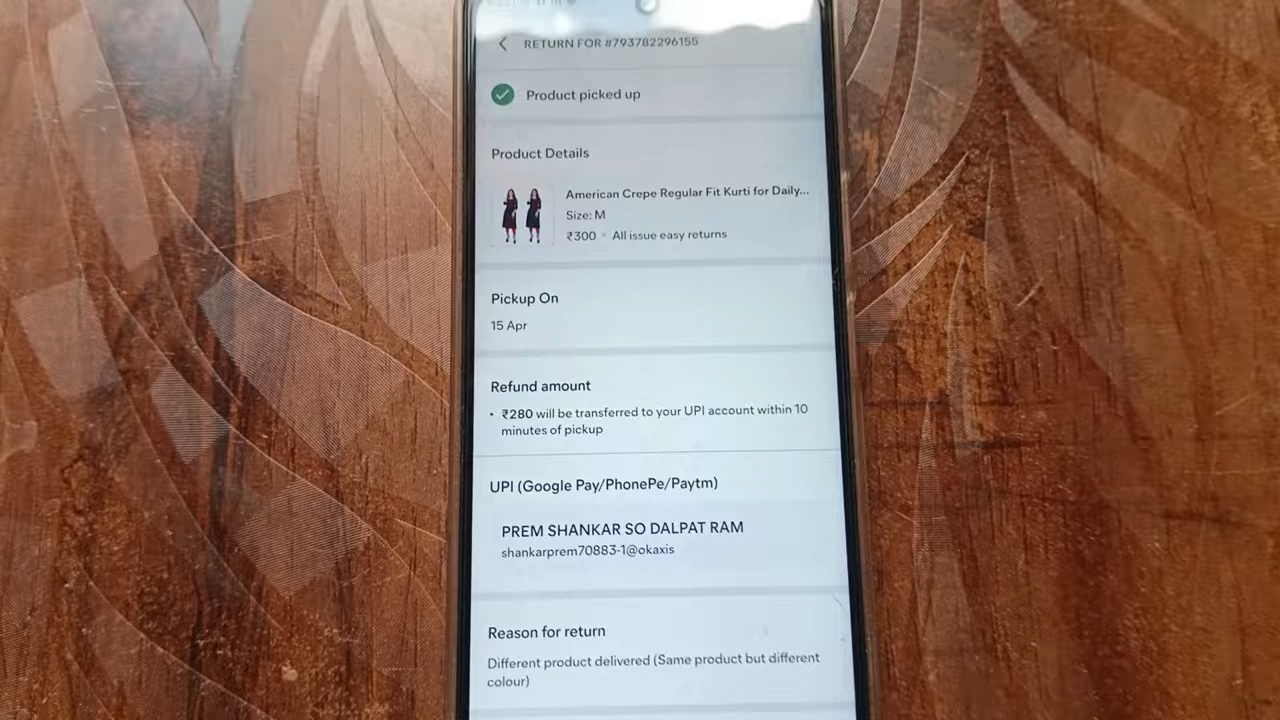 RETURN FOR #793782296155
Product picked up
Product Details
American Crepe Regular Fit Kurti for Daily...
Size: M
₹300 • All issue easy returns
Pickup On
15 Apr
Refund amount
• ₹280 will be transferred to your UPI account within 10
minutes of pickup
UPI (Google Pay/PhonePe/Paytm)
PREM SHANKAR SO DALPAT RAM
shankarprem70883-1@okaxis
Reason for return
Different product delivered (Same product but different
colour)